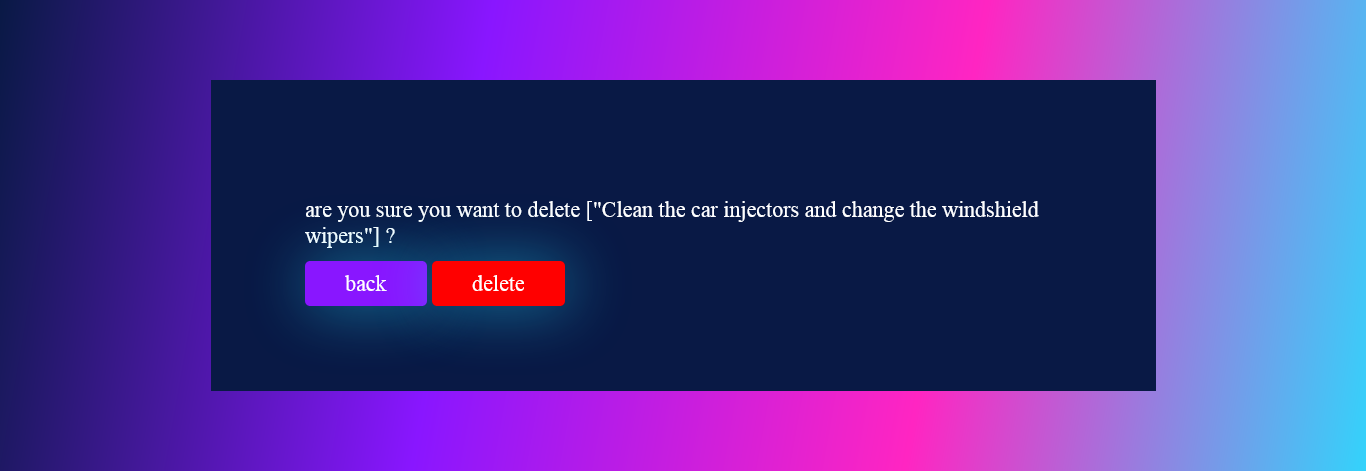 are you sure you want to delete ["Clean the car injectors and change the windshield
wipers"] ?
back delete